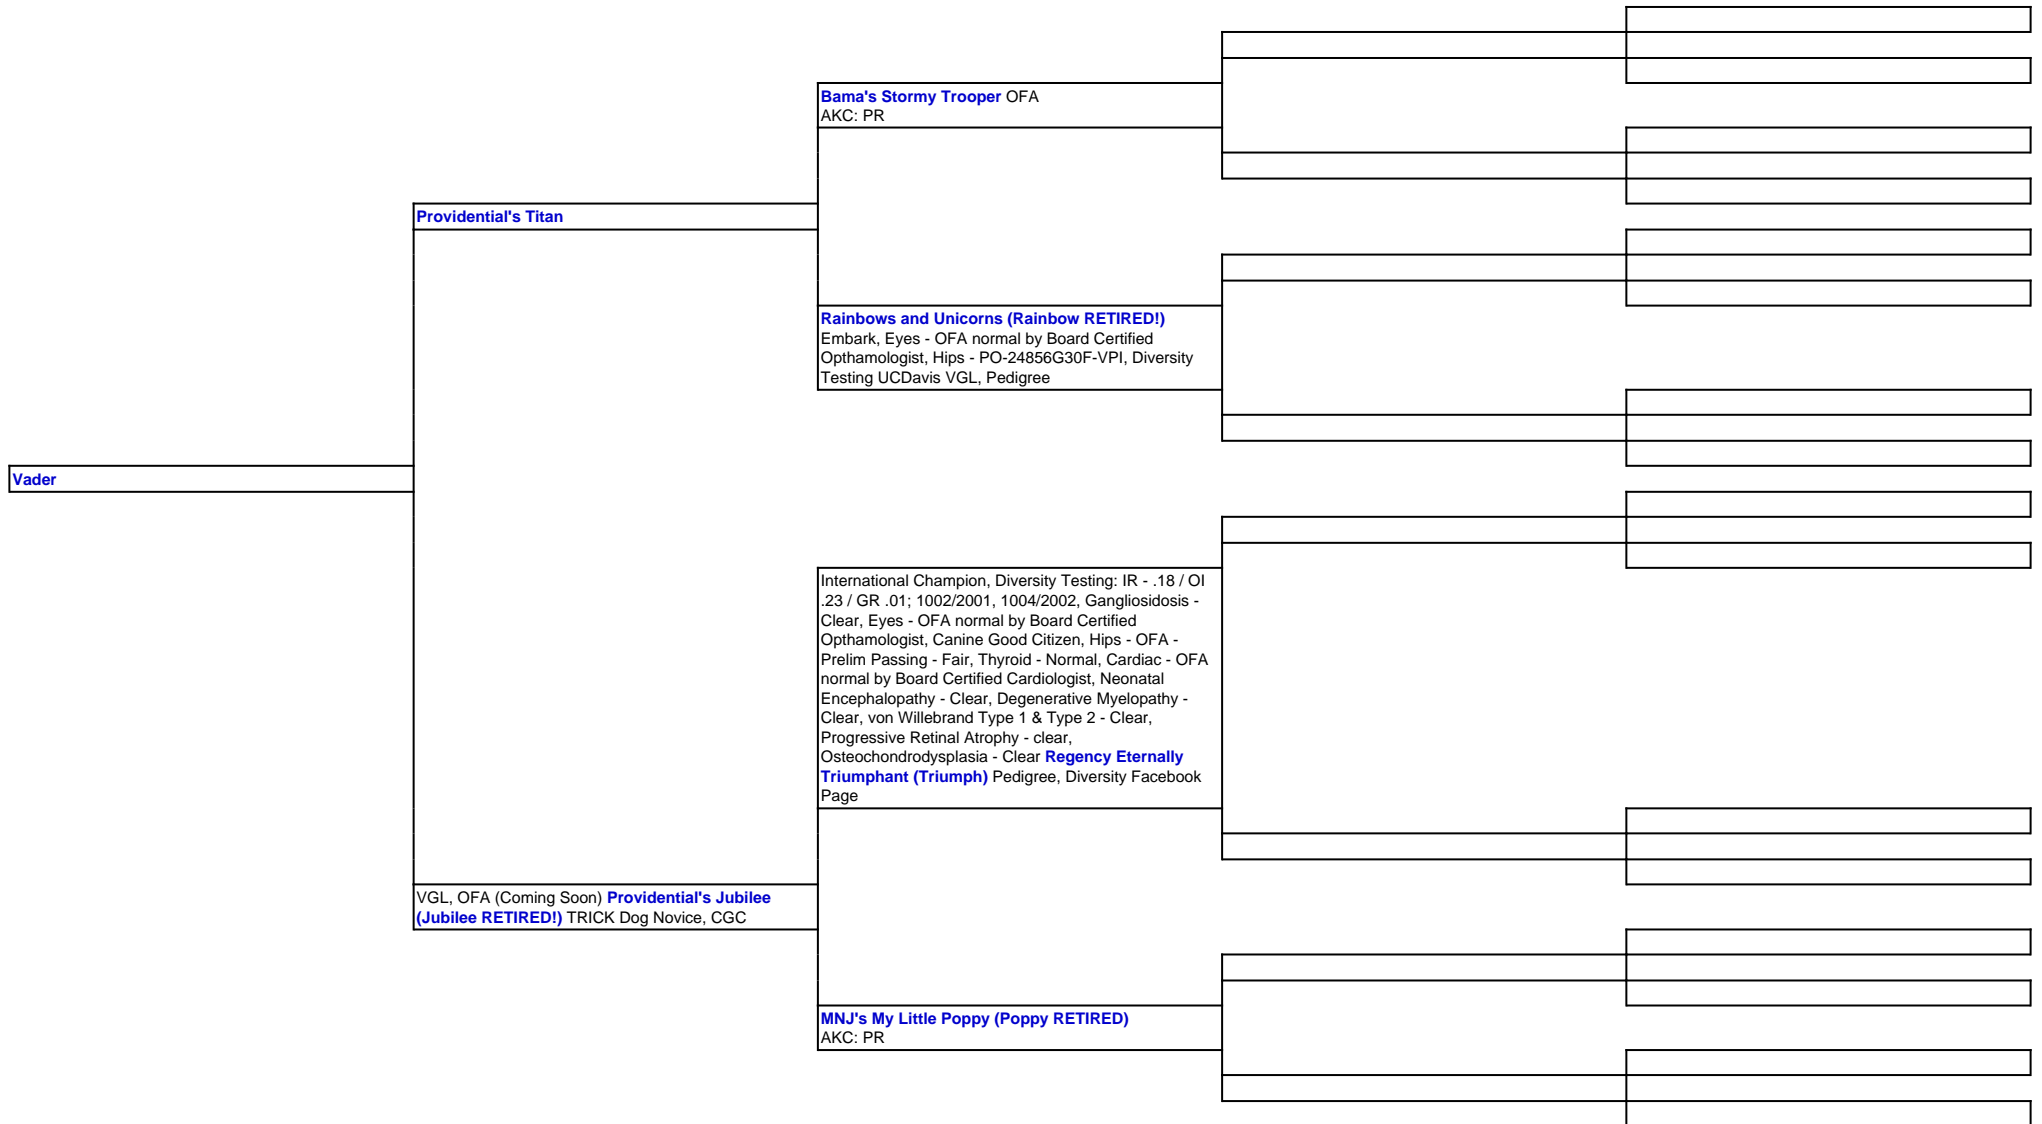 Bama's Stormy Trooper OFA
AKC: PR
Providential's Titan
Rainbows and Unicorns (Rainbow RETIRED!)
Embark, Eyes - OFA normal by Board Certified
Opthamologist, Hips - PO-24856G30F-VPI, Diversity
Testing UCDavis VGL, Pedigree
Vader
International Champion, Diversity Testing: IR - .18 / OI
.23 / GR .01; 1002/2001, 1004/2002, Gangliosidosis -
Clear, Eyes - OFA normal by Board Certified
Opthamologist, Canine Good Citizen, Hips - OFA -
Prelim Passing - Fair, Thyroid - Normal, Cardiac - OFA
normal by Board Certified Cardiologist, Neonatal
Encephalopathy - Clear, Degenerative Myelopathy -
Clear, von Willebrand Type 1 & Type 2 - Clear,
Progressive Retinal Atrophy - clear,
Osteochondrodysplasia - Clear Regency Eternally
Triumphant (Triumph) Pedigree, Diversity Facebook
Page
VGL, OFA (Coming Soon) Providential's Jubilee
(Jubilee RETIRED!) TRICK Dog Novice, CGC
MNJ's My Little Poppy (Poppy RETIRED)
AKC: PR